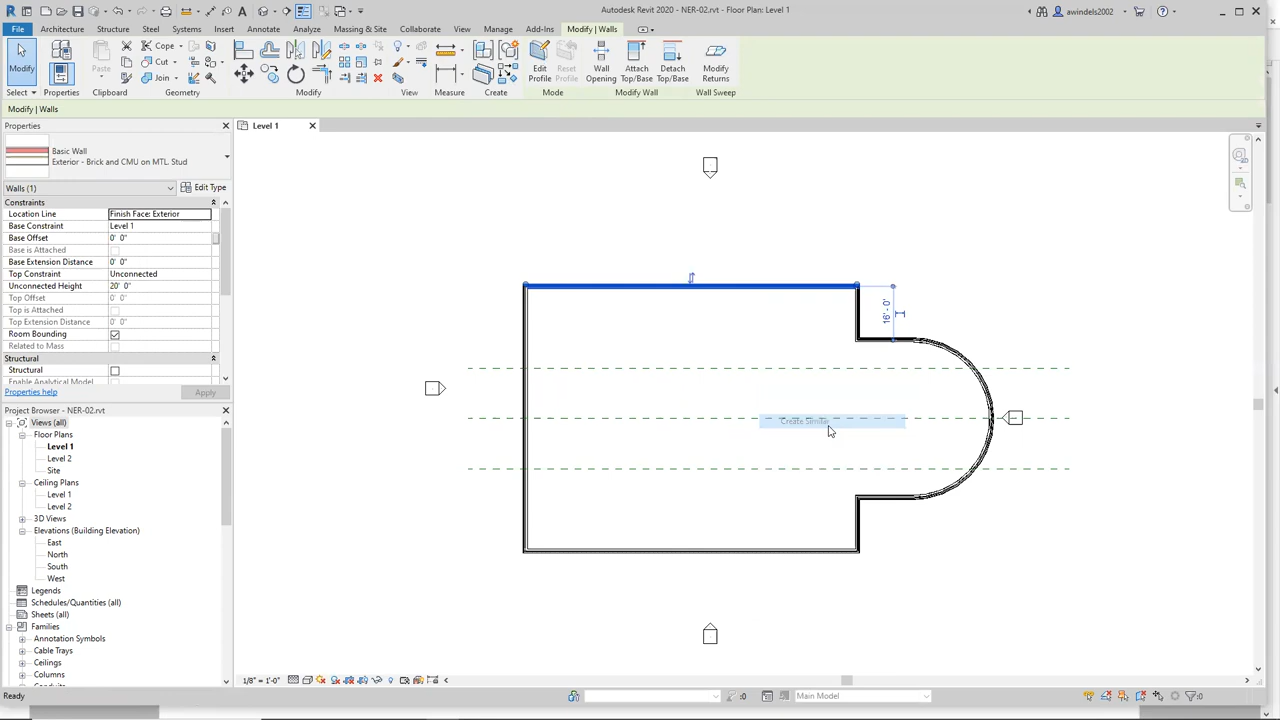 Autodesk Revit 2020 - NER-02.rvt - Floor Plan: Level 1
awindels2002
File
Architecture
Structure
Steel
Systems
Insert
Annotate
Analyze
Massing & Site
Collaborate
View
Manage
Add-Ins
Modify | Walls
Modify
Properties
Paste
Cope
Cut
Join
Edit Profile
Reset Profile
Wall Opening
Attach Top/Base
Detach Top/Base
Modify Returns
Select
Properties
Clipboard
Geometry
Modify
View
Measure
Create
Mode
Modify Wall
Wall Sweep
Modify | Walls
Properties
Level 1
Basic Wall
Exterior - Brick and CMU on MTL. Stud
Walls (1)
Edit Type
Constraints
Location Line Finish Face: Exterior
Base Constraint Level 1
Base Offset 0' 0"
Base is Attached
Base Extension Distance 0' 0"
Top Constraint Unconnected
Unconnected Height 20' 0"
Top Offset 0' 0"
Top is Attached
Top Extension Distance 0' 0"
Room Bounding
Related to Mass
Structural
Structural
Enable Analytical Model
Properties help
Apply
Project Browser - NER-02.rvt
Views (all)
Floor Plans
Level 1
Level 2
Site
Ceiling Plans
Level 1
Level 2
3D Views
Elevations (Building Elevation)
East
North
South
West
Legends
Schedules/Quantities (all)
Sheets (all)
Families
Annotation Symbols
Cable Trays
Ceilings
Columns
16' - 0"
Create Similar
1/8" = 1'-0"
Ready
:0
Main Model
:0